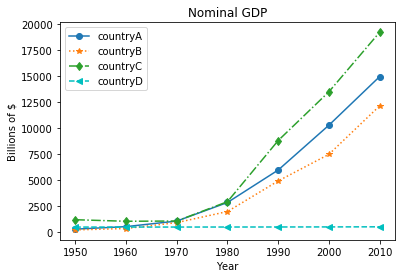 Nominal GDP
countryA
countryB
countryC
countryD
Billions of $
20000
17500
15000
12500
10000
7500
5000
2500
0
1950 1960 1970 1980 1990 2000 2010
Year